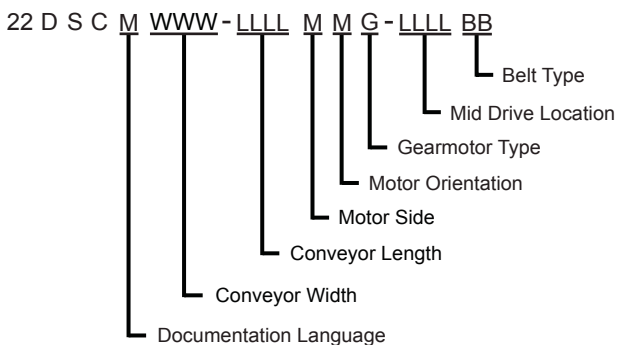 22 D S C M WWW - LLLL M M G - LLLL BB
Belt Type
Mid Drive Location
Gearmotor Type
Motor Orientation
Motor Side
Conveyor Length
Conveyor Width
Documentation Language